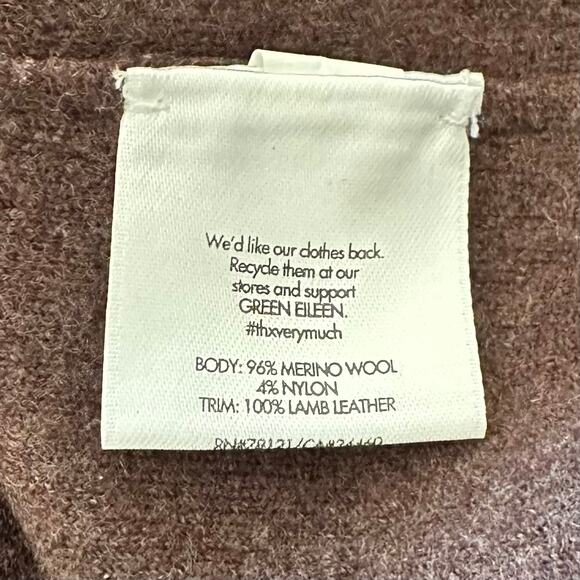 We'd like our clothes back.
Recycle them at our
stores and support
GREEN EILEEN.
#thxverymuch
BODY: 96% MERINO WOOL
4% NYLON
TRIM: 100% LAMB LEATHER